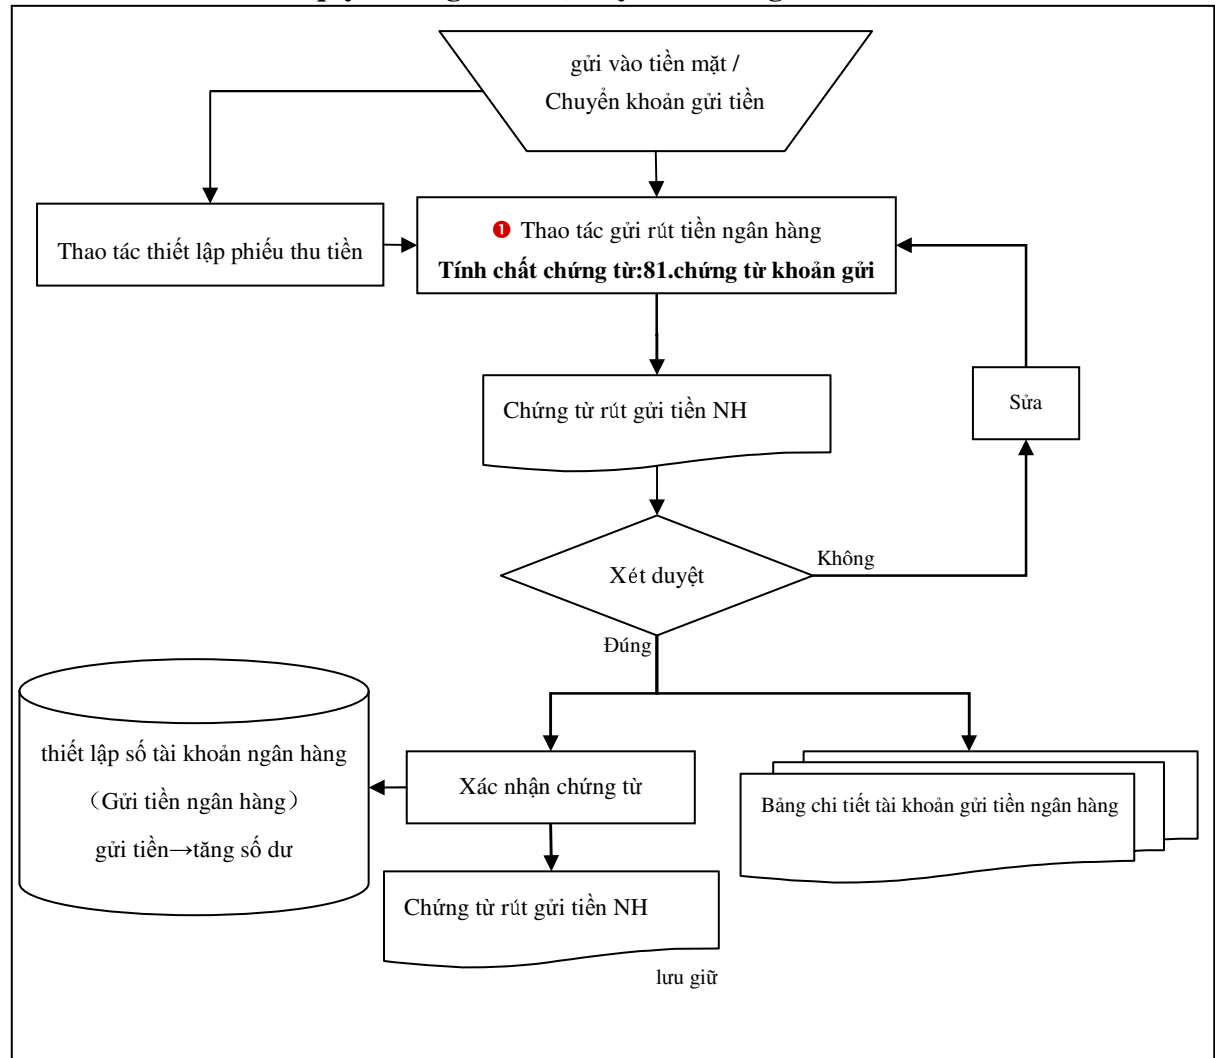 gửi vào tiền mặt /
Chuyển khoản gửi tiền
Thao tác thiết lập phiếu thu tiền
❶ Thao tác gửi rút tiền ngân hàng
Tính chất chứng từ:81.chứng từ khoản gửi
Chứng từ rút gửi tiền NH
Sửa
Xét duyệt
Không
Đúng
thiết lập số tài khoản ngân hàng
（Gửi tiền ngân hàng）
gửi tiền→tăng số dư
Xác nhận chứng từ
Bảng chi tiết tài khoản gửi tiền ngân hàng
Chứng từ rút gửi tiền NH
lưu giữ